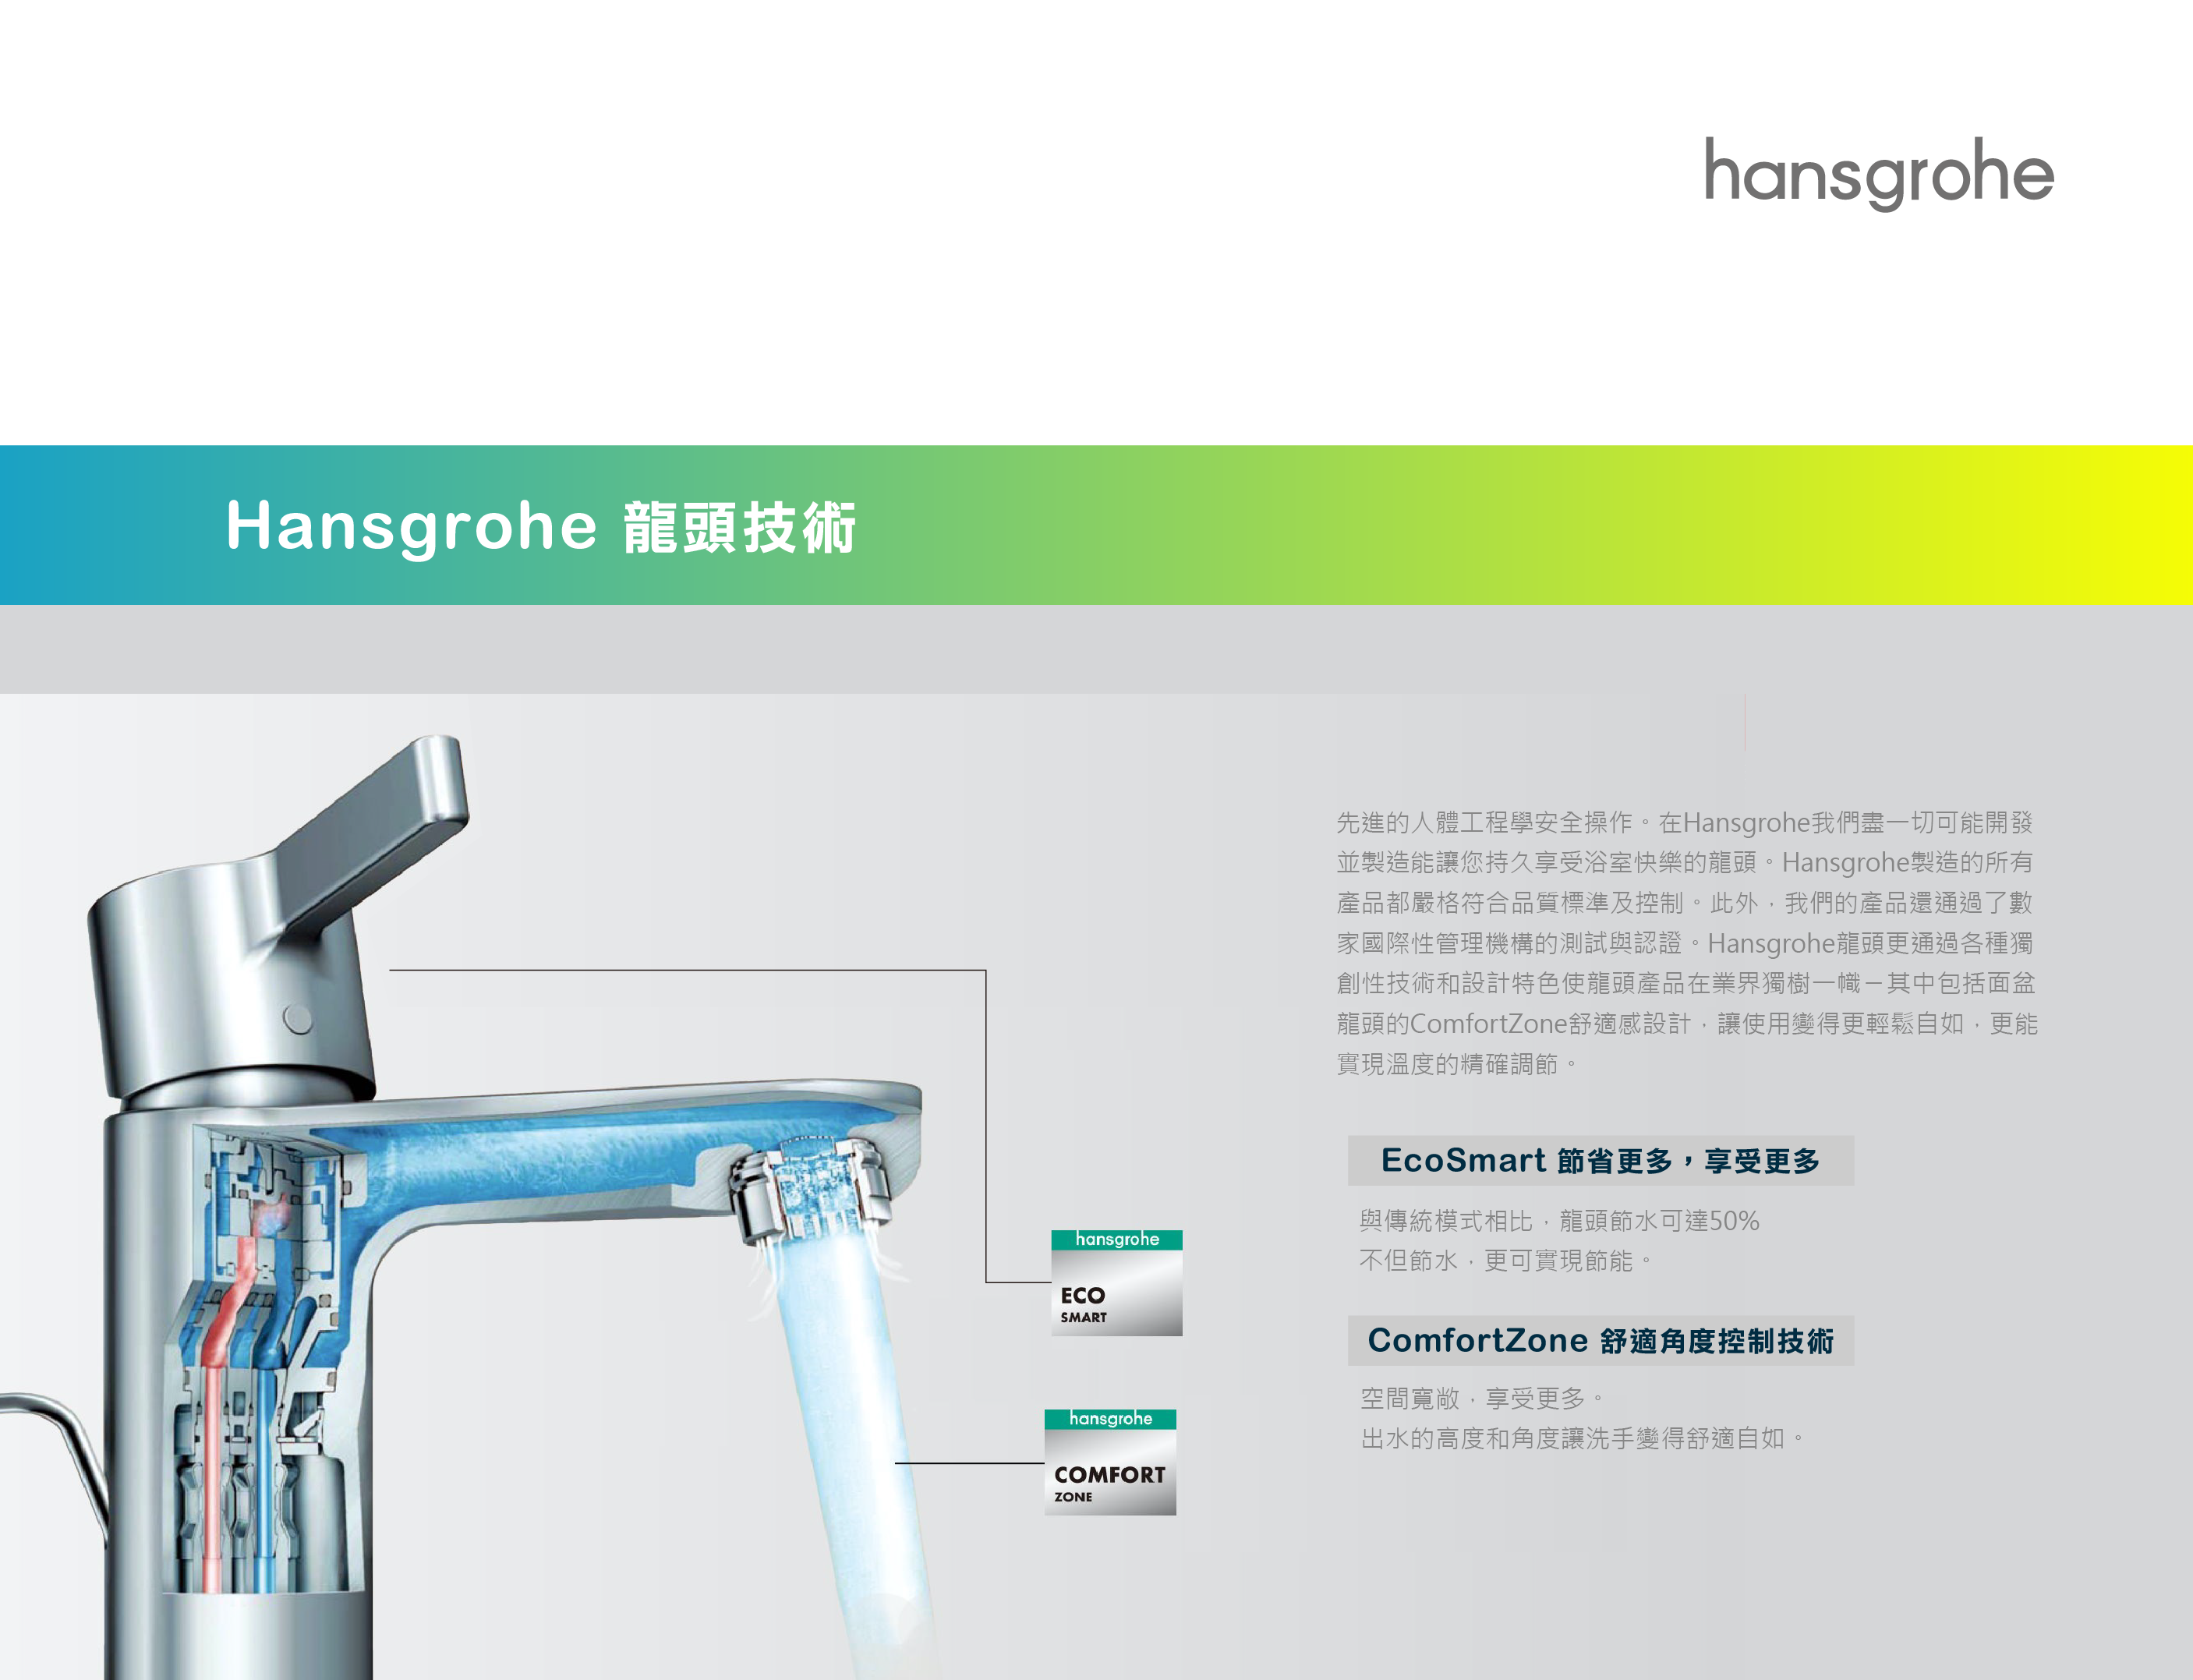 hansgrohe
Hansgrohe 龍頭技術
先進的人體工程學安全操作。在Hansgrohe我們盡一切可能開發
並製造能讓您持久享受浴室快樂的龍頭。Hansgrohe製造的所有
產品都嚴格符合品質標準及控制。此外，我們的產品還通過了數
家國際性管理機構的測試與認證。Hansgrohe龍頭更通過各種獨
創性技術和設計特色使龍頭產品在業界獨樹一幟－其中包括面盆
龍頭的ComfortZone舒適感設計，讓使用變得更輕鬆自如，更能
實現溫度的精確調節。
EcoSmart 節省更多，享受更多
與傳統模式相比，龍頭節水可達50%
不但節水，更可實現節能。
hansgrohe
ECO
SMART
ComfortZone 舒適角度控制技術
空間寬敞，享受更多。
出水的高度和角度讓洗手變得舒適自如。
hansgrohe
COMFORT
ZONE